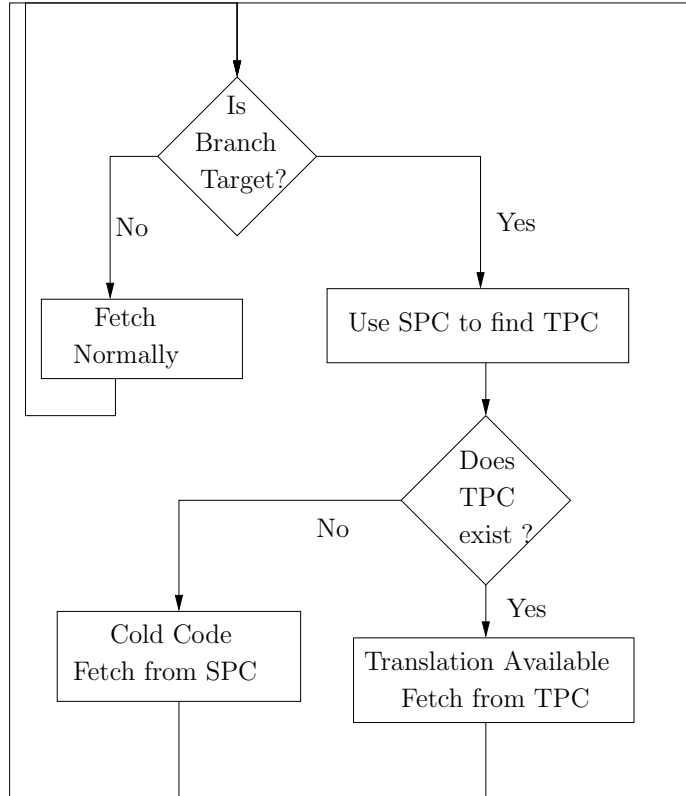 Is
Branch
Target?
No
Yes
Fetch
Normally
Use SPC to find TPC
Does
TPC
exist ?
No
Yes
Cold Code
Fetch from SPC
Translation Available
Fetch from TPC